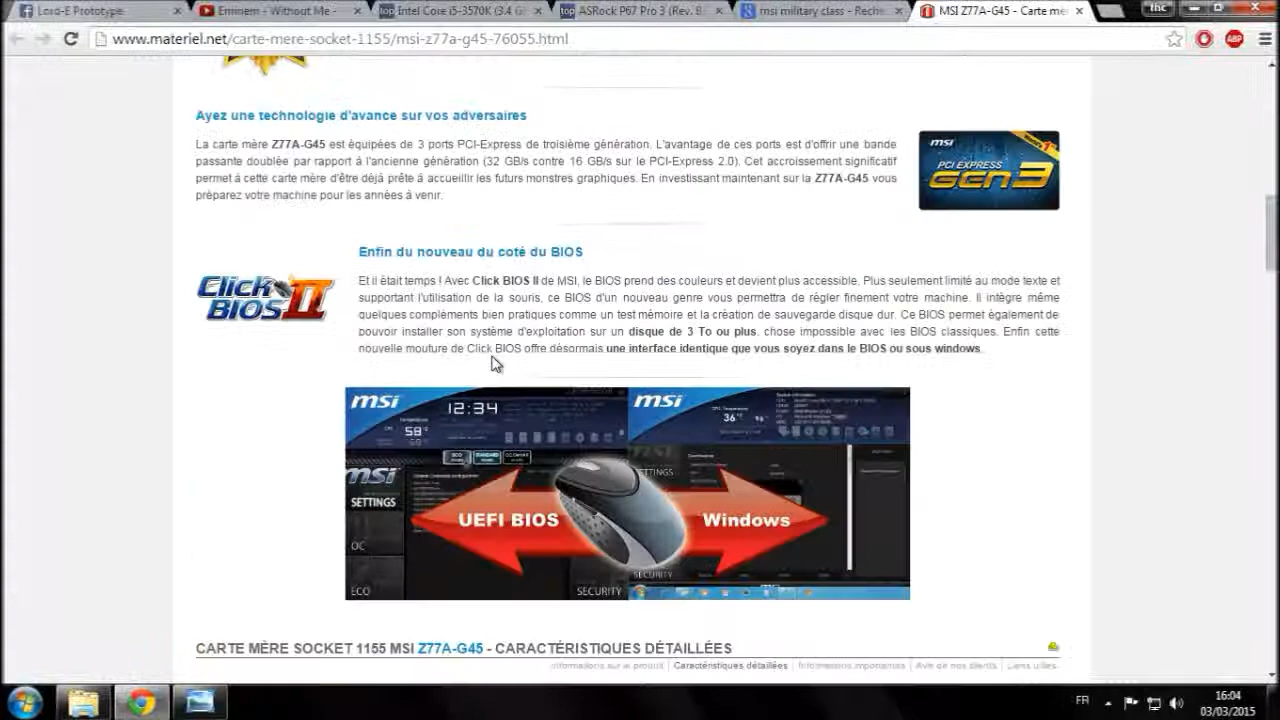 Lord-E Prototype
Eminem - Without Me -
Intel Core i5-3570K (3.4 G
ASRock P67 Pro 3 (Rev. B
msi military class - Reche
MSI Z77A-G45 - Carte me
thc
www.materiel.net/carte-mere-socket-1155/msi-z77a-g45-76055.html
ABP
Ayez une technologie d'avance sur vos adversaires
La carte mère Z77A-G45 est équipées de 3 ports PCI-Express de troisième génération. L'avantage de ces ports est d'offrir une bande
passante doublée par rapport à l'ancienne génération (32 GB/s contre 16 GB/s sur le PCI-Express 2.0). Cet accroissement significatif
permet à cette carte mère d'être déjà prête à accueillir les futurs monstres graphiques. En investissant maintenant sur la Z77A-G45 vous
préparez votre machine pour les années à venir.
msi
PCI EXPRESS
GEN3
Enfin du nouveau du coté du BIOS
Click BIOS II
Et il était temps ! Avec Click BIOS II de MSI, le BIOS prend des couleurs et devient plus accessible. Plus seulement limité au mode texte et
supportant l'utilisation de la souris, ce BIOS d'un nouveau genre vous permettra de régler finement votre machine. Il intègre même
quelques compléments bien pratiques comme un test mémoire et la création de sauvegarde disque dur. Ce BIOS permet également de
pouvoir installer son système d'exploitation sur un disque de 3 To ou plus, chose impossible avec les BIOS classiques. Enfin cette
nouvelle mouture de Click BIOS offre désormais une interface identique que vous soyez dans le BIOS ou sous windows.
msi
12:34
58°
msi
36°
msi
SETTINGS
SETTINGS
OC
ECO
UEFI BIOS
Windows
SECURITY
SECURITY
CARTE MÈRE SOCKET 1155 MSI Z77A-G45 - CARACTÉRISTIQUES DÉTAILLÉES
Informations sur le produit | Caractéristiques détaillées | Informations importantes | Avis de nos clients | Liens utiles
FR
16:04
03/03/2015